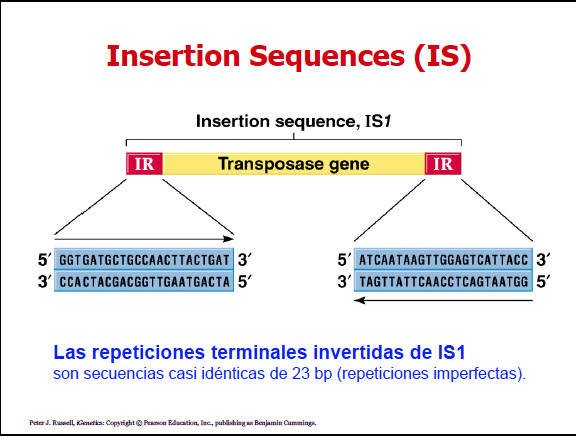 Insertion Sequences (IS)
Insertion sequence, IS1
IR Transposase gene IR
5′ GGTGATGCTGCCAACTTACTGAT 3′ 5′ ATCAATAAGTTGGAGTCATTACC 3′
3′ CCACTACGACGGTTGAATGACTA 5′ 3′ TAGTTATTCAACCTCAGTAATGG 5′
Las repeticiones terminales invertidas de IS1
son secuencias casi idénticas de 23 bp (repeticiones imperfectas).
Peter J. Russell, iGenetics: Copyright © Pearson Education, Inc., publishing as Benjamin Cummings.